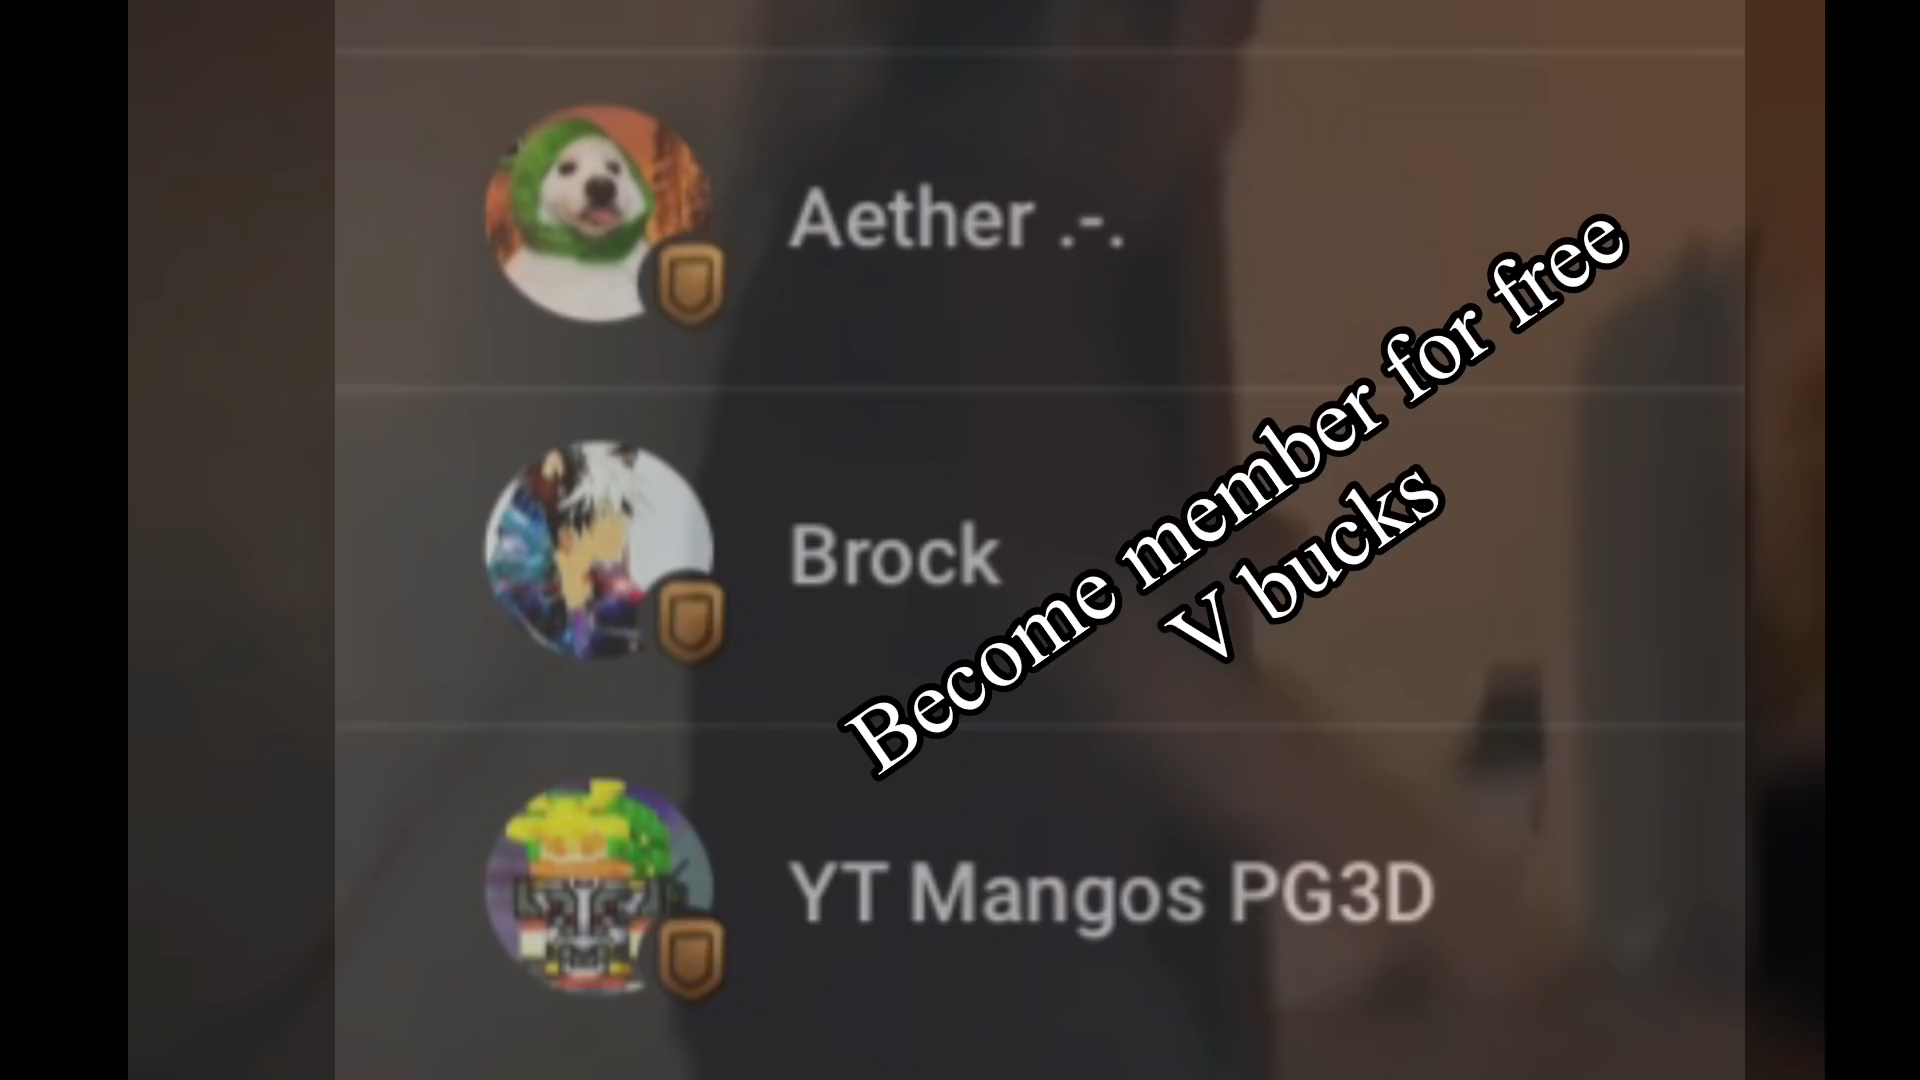 Aether .-.
Brock
YT Mangos PG3D
Become member for free
V bucks